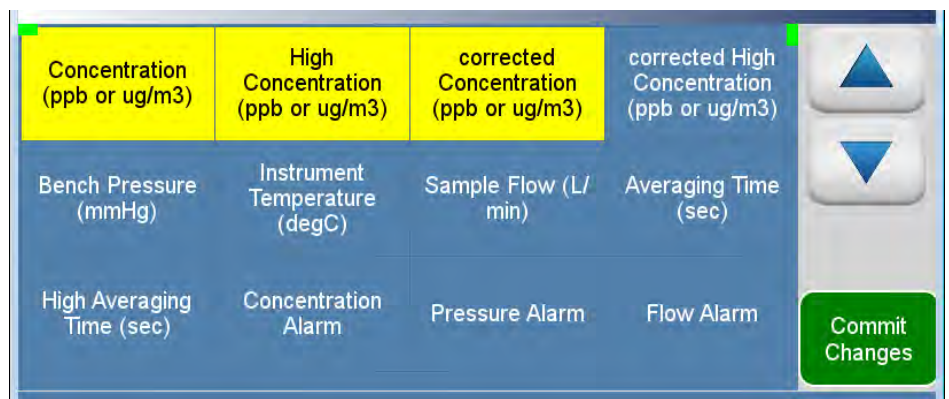 Concentration
(ppb or ug/m3)
High
Concentration
(ppb or ug/m3)
corrected
Concentration
(ppb or ug/m3)
corrected High
Concentration
(ppb or ug/m3)
Bench Pressure
(mmHg)
Instrument
Temperature
(degC)
Sample Flow (L/
min)
Averaging Time
(sec)
High Averaging
Time (sec)
Concentration
Alarm
Pressure Alarm
Flow Alarm
Commit
Changes